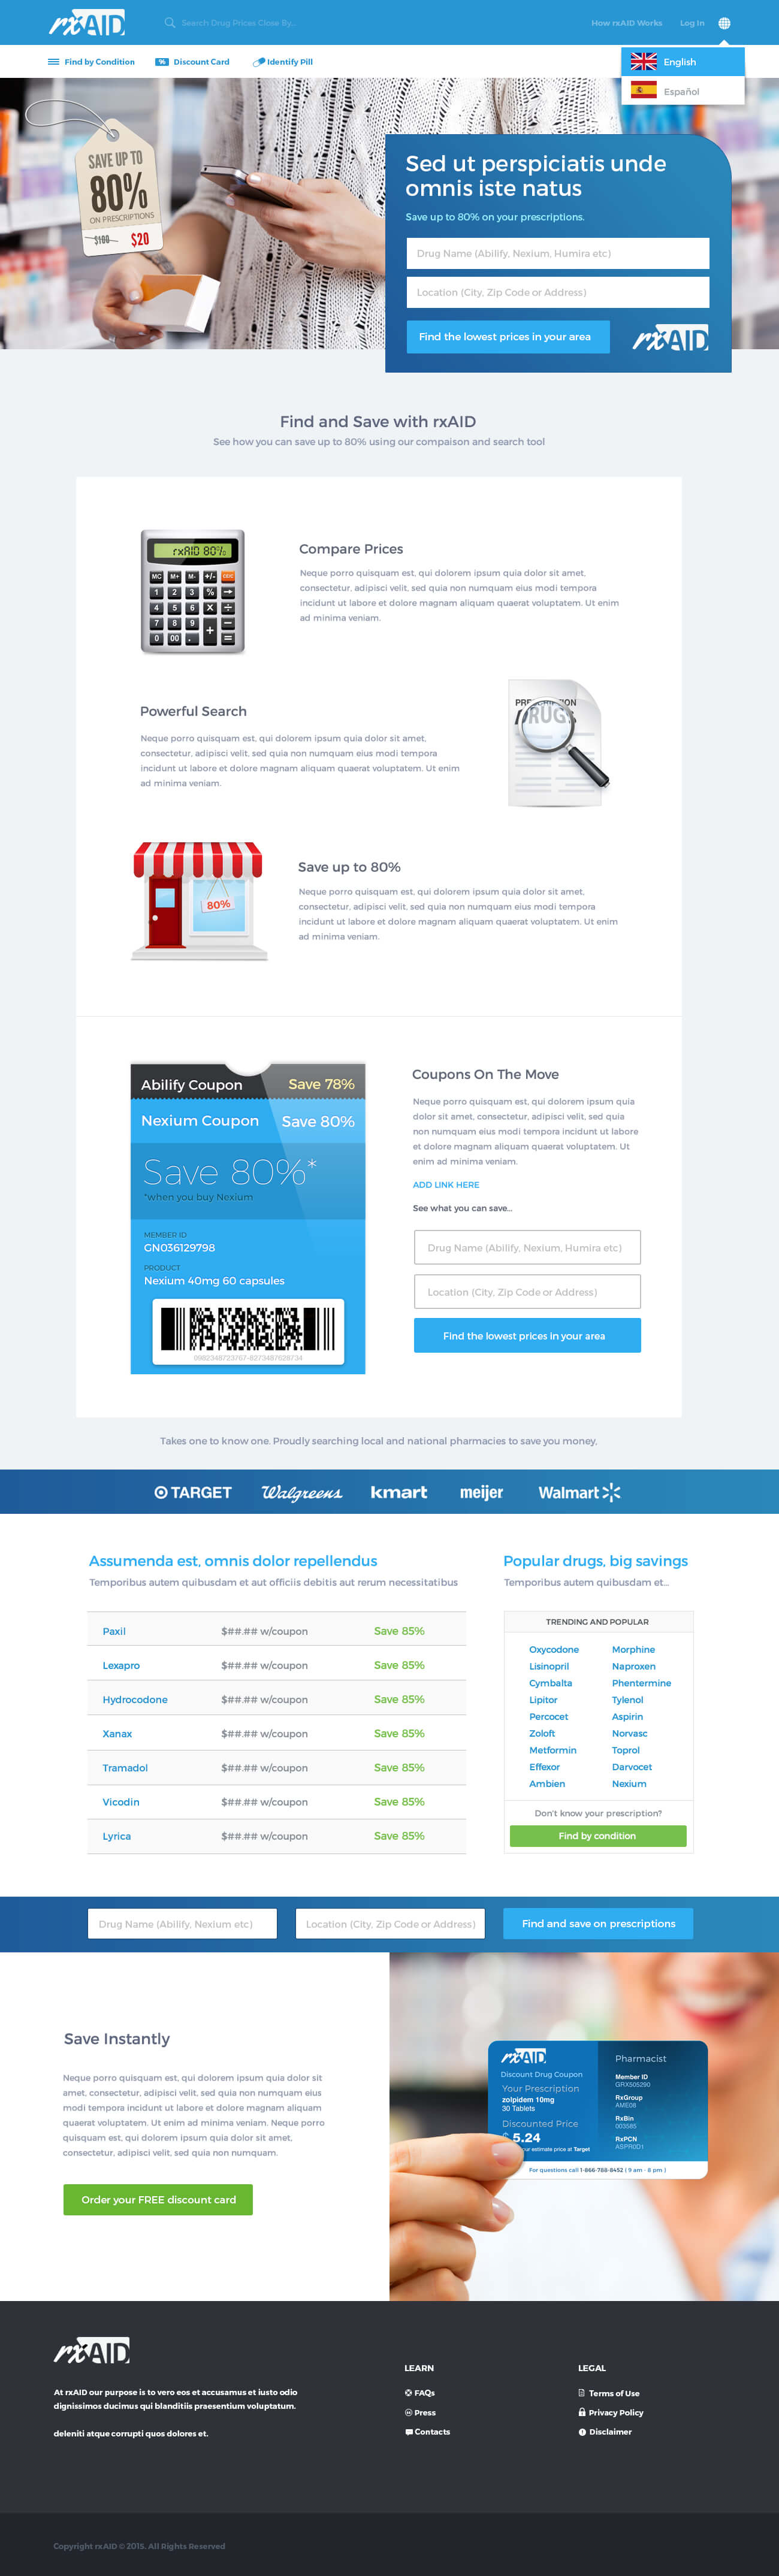 rxAID
Search Drug Prices Close By...
How rxAID Works
Log In
Find by Condition
%
Discount Card
Identify Pill
English
Español
SAVE UP TO
80%
ON PRESCRIPTIONS
$100 $20
Sed ut perspiciatis unde
omnis iste natus
Save up to 80% on your prescriptions.
Drug Name (Abilify, Nexium, Humira etc)
Location (City, Zip Code or Address)
Find the lowest prices in your area
rxAID
Find and Save with rxAID
See how you can save up to 80% using our compaison and search tool
rxAID 80%
MC M+ M- +/-
1 2 3 % →
4 5 6 X ÷
7 8 9 + −
0 00 . =
Compare Prices
Neque porro quisquam est, qui dolorem ipsum quia dolor sit amet,
consectetur, adipisci velit, sed quia non numquam eius modi tempora
incidunt ut labore et dolore magnam aliquam quaerat voluptatem. Ut enim
ad minima veniam.
Powerful Search
Neque porro quisquam est, qui dolorem ipsum quia dolor sit amet,
consectetur, adipisci velit, sed quia non numquam eius modi tempora
incidunt ut labore et dolore magnam aliquam quaerat voluptatem. Ut enim
ad minima veniam.
DRUGS
80%
Save up to 80%
Neque porro quisquam est, qui dolorem ipsum quia dolor sit amet,
consectetur, adipisci velit, sed quia non numquam eius modi tempora
incidunt ut labore et dolore magnam aliquam quaerat voluptatem. Ut enim
ad minima veniam.
Abilify Coupon Save 78%
Nexium Coupon Save 80%
Save 80%*
*when you buy Nexium
MEMBER ID
GN036129798
PRODUCT
Nexium 40mg 60 capsules
0982348723767-8273487628734
Coupons On The Move
Neque porro quisquam est, qui dolorem ipsum quia
dolor sit amet, consectetur, adipisci velit, sed quia
non numquam eius modi tempora incidunt ut labore
et dolore magnam aliquam quaerat voluptatem. Ut
enim ad minima veniam.
ADD LINK HERE
See what you can save...
Drug Name (Abilify, Nexium, Humira etc)
Location (City, Zip Code or Address)
Find the lowest prices in your area
Takes one to know one. Proudly searching local and national pharmacies to save you money.
TARGET Walgreens kmart meijer Walmart
Assumenda est, omnis dolor repellendus
Temporibus autem quibusdam et aut officiis debitis aut rerum necessitatibus
Paxil $##.## w/coupon Save 85%
Lexapro $##.## w/coupon Save 85%
Hydrocodone $##.## w/coupon Save 85%
Xanax $##.## w/coupon Save 85%
Tramadol $##.## w/coupon Save 85%
Vicodin $##.## w/coupon Save 85%
Lyrica $##.## w/coupon Save 85%
Popular drugs, big savings
Temporibus autem quibusdam et...
TRENDING AND POPULAR
Oxycodone Morphine
Lisinopril Naproxen
Cymbalta Phentermine
Lipitor Tylenol
Percocet Aspirin
Zoloft Norvasc
Metformin Toprol
Effexor Darvocet
Ambien Nexium
Don't know your prescription?
Find by condition
Drug Name (Abilify, Nexium etc)
Location (City, Zip Code or Address)
Find and save on prescriptions
Save Instantly
Neque porro quisquam est, qui dolorem ipsum quia dolor sit
amet, consectetur, adipisci velit, sed quia non numquam eius
modi tempora incidunt ut labore et dolore magnam aliquam
quaerat voluptatem. Ut enim ad minima veniam. Neque porro
quisquam est, qui dolorem ipsum quia dolor sit amet,
consectetur, adipisci velit, sed quia non numquam.
Order your FREE discount card
rxAID
Discount Drug Coupon
Your Prescription
zolpidem 10mg
30 Tablets
Discounted Price
$ 5.24
our estimate price at Target
Pharmacist
Member ID
GRX505290
RxGroup
AME08
RxBin
003585
RxPCN
ASPROD1
For questions call 1-866-788-8452 ( 9 am - 8 pm )
rxAID
At rxAID our purpose is to vero eos et accusamus et iusto odio
dignissimos ducimus qui blanditiis praesentium voluptatum.
deleniti atque corrupti quos dolores et.
LEARN
FAQs
Press
Contacts
LEGAL
Terms of Use
Privacy Policy
Disclaimer
Copyright rxAID © 2015. All Rights Reserved